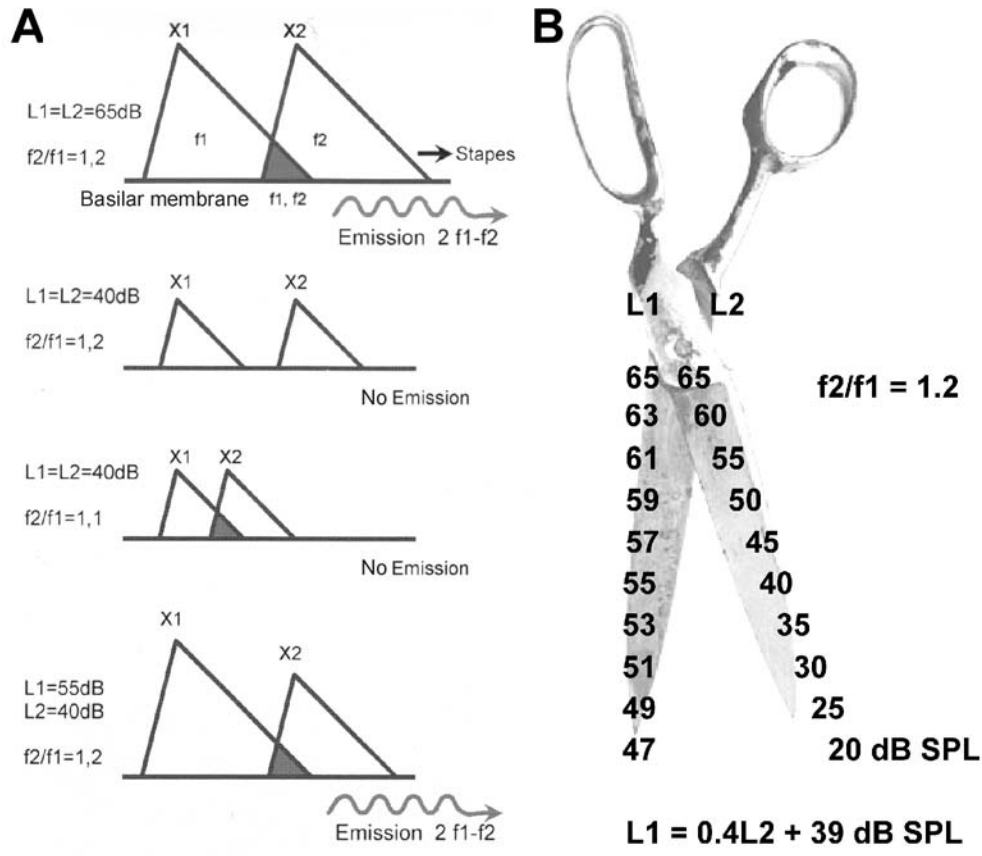 A
X1 X2
L1=L2=65dB
f1 f2
f2/f1=1,2
Stapes
Basilar membrane f1, f2
Emission 2 f1-f2
X1 X2
L1=L2=40dB
f2/f1=1,2
No Emission
X1 X2
L1=L2=40dB
f2/f1=1,1
No Emission
X1
X2
L1=55dB
L2=40dB
f2/f1=1,2
Emission 2 f1-f2
B
L1 L2
65 65
f2/f1 = 1.2
63 60
61 55
59 50
57 45
55 40
53 35
51 30
49 25
47 20 dB SPL
L1 = 0.4L2 + 39 dB SPL